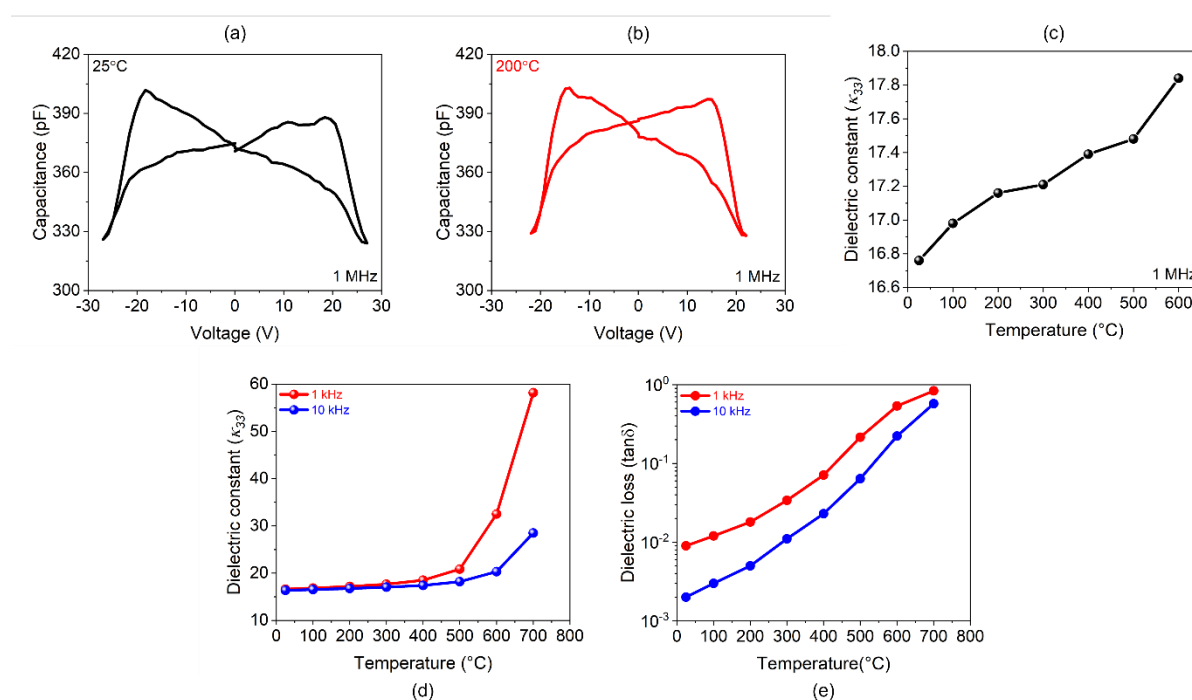 (a)
(b)
(c)
420
390
360
330
300
Capacitance (pF)
25°C
1 MHz
-30 -20 -10 0 10 20 30
Voltage (V)
420
390
360
330
300
Capacitance (pF)
200°C
1 MHz
-30 -20 -10 0 10 20 30
Voltage (V)
18.0
17.8
17.6
17.4
17.2
17.0
16.8
16.6
Dielectric constant (κ₃₃)
1 MHz
0 100 200 300 400 500 600
Temperature (°C)
60
50
40
30
20
10
Dielectric constant (κ₃₃)
1 kHz
10 kHz
0 100 200 300 400 500 600 700 800
Temperature (°C)
(d)
10⁰
10⁻¹
10⁻²
10⁻³
Dielectric loss (tanδ)
1 kHz
10 kHz
0 100 200 300 400 500 600 700 800
Temperature(°C)
(e)